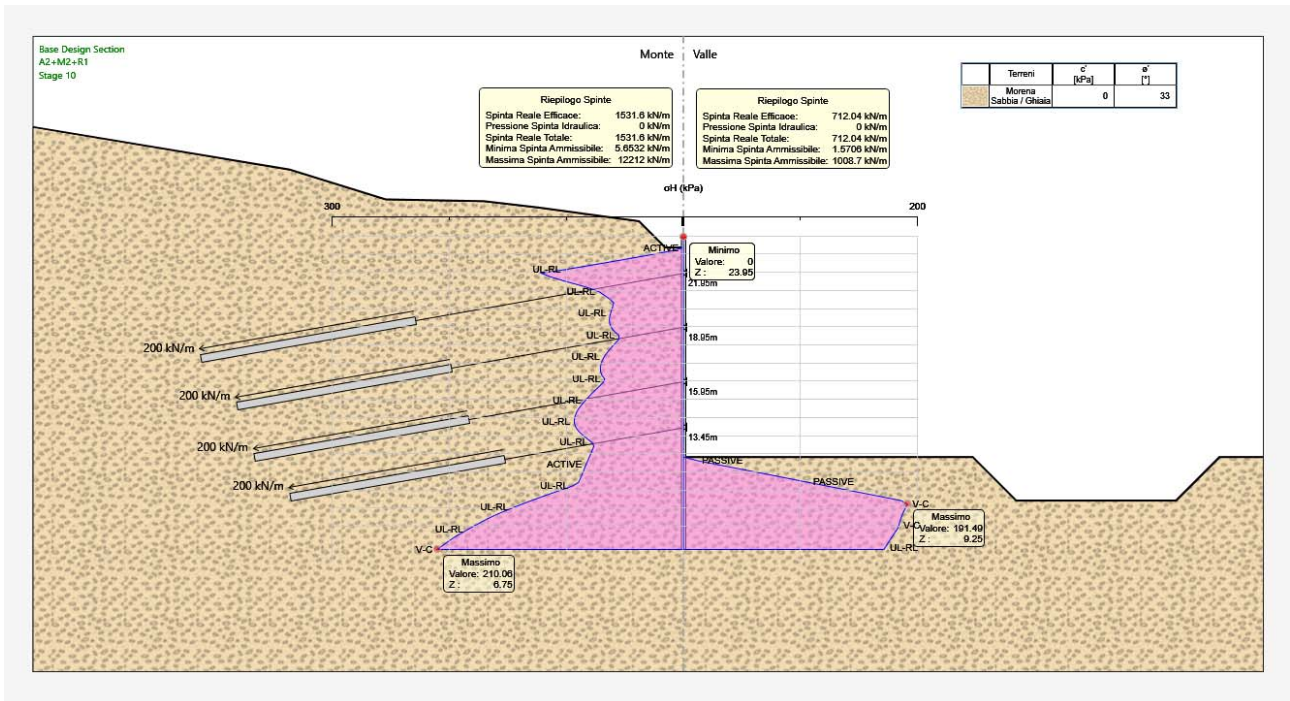 Base Design Section
A2+M2+R1
Stage 10
Monte
Valle
Terreni
c'
[kPa]
ø'
[°]
Morena
Sabbia / Ghiaia
0
33
Riepilogo Spinte
Spinta Reale Efficace: 1531.6 kN/m
Pressione Spinta Idraulica: 0 kN/m
Spinta Reale Totale: 1531.6 kN/m
Minima Spinta Ammissibile: 5.6532 kN/m
Massima Spinta Ammissibile: 12212 kN/m
Riepilogo Spinte
Spinta Reale Efficace: 712.04 kN/m
Pressione Spinta Idraulica: 0 kN/m
Spinta Reale Totale: 712.04 kN/m
Minima Spinta Ammissibile: 1.5706 kN/m
Massima Spinta Ammissibile: 1008.7 kN/m
σH (kPa)
300
200
ACTIVE
Minimo
Valore: 0
Z : 23.95
UL-RL
21.95m
UL-RL
UL-RL
UL-RL
18.95m
200 kN/m
UL-RL
UL-RL
15.95m
200 kN/m
UL-RL
UL-RL
13.45m
UL-RL
200 kN/m
ACTIVE
PASSIVE
PASSIVE
200 kN/m
UL-RL
UL-RL
V-C
Massimo
Valore: 191.49
Z : 9.25
V-C
UL-RL
UL-RL
V-C
Massimo
Valore: 210.06
Z : 6.75